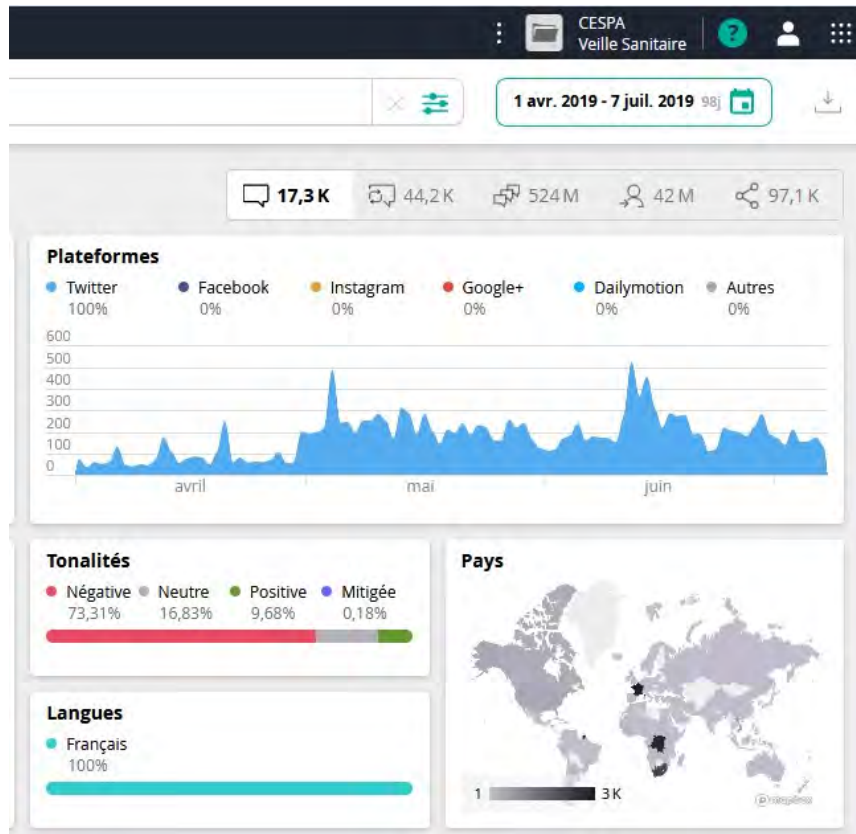 CESPA
Veille Sanitaire
?
1 avr. 2019 - 7 juil. 2019 98j
17,3 K 44,2 K 524 M 42 M 97,1 K
Plateformes
Twitter Facebook Instagram Google+ Dailymotion Autres
100% 0% 0% 0% 0% 0%
600
500
400
300
200
100
0
avril mai juin
Tonalités
Négative Neutre Positive Mitigée
73,31% 16,83% 9,68% 0,18%
Pays
1 3 K
Langues
Français
100%